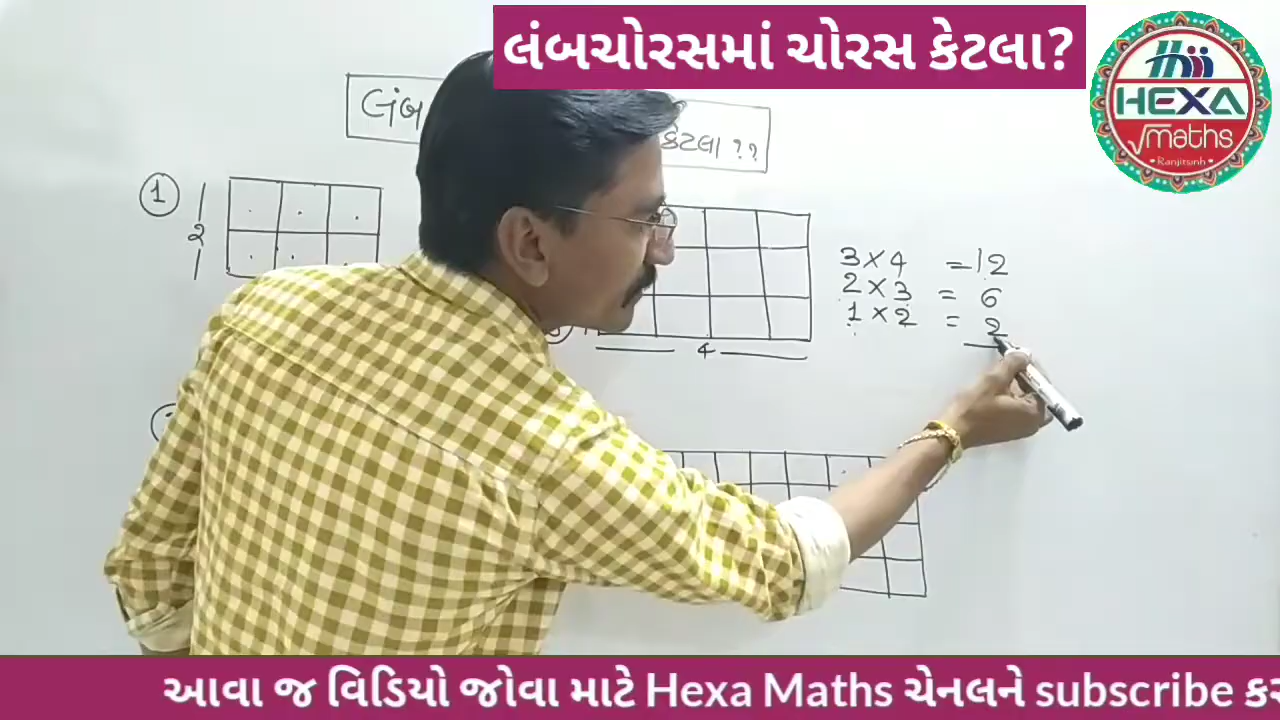 લંબચોરસમાં ચોરસ કેટલા?
HEXA
maths
Ranjitsinh
લંબ
કેટલા ??
1
2
3 × 4 = 12
2 × 3 = 6
1 × 2 = 2
4
આવા જ વિડિયો જોવા માટે Hexa Maths ચેનલને subscribe